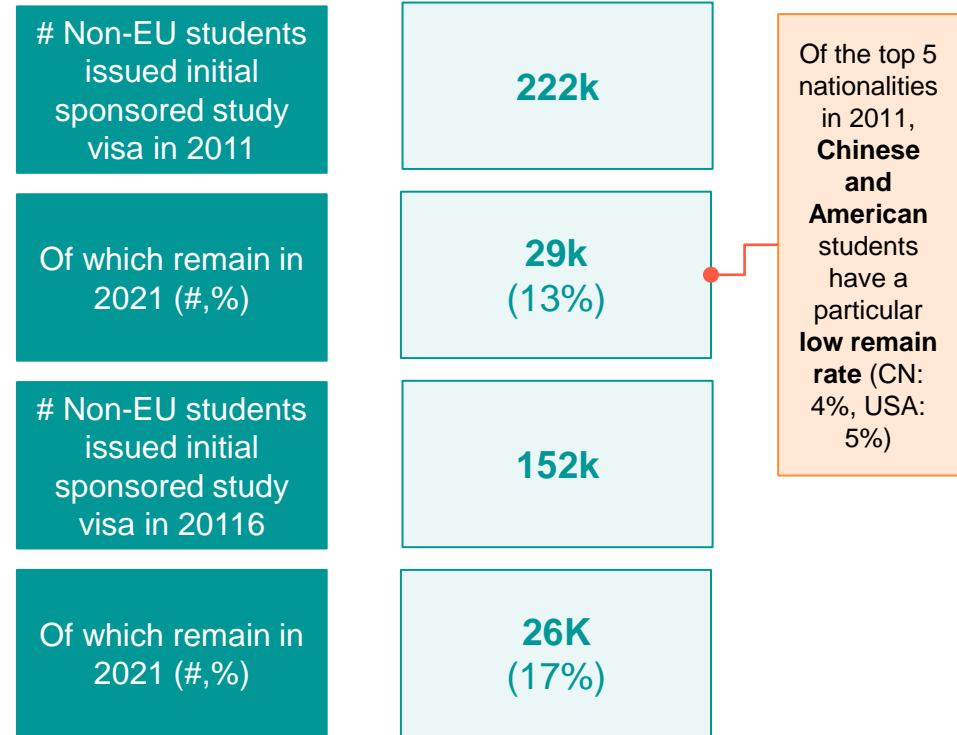 # Non-EU students
issued initial
sponsored study
visa in 2011
222k
Of which remain in
2021 (#,%)
29k
(13%)
Of the top 5
nationalities
in 2011,
Chinese
and
American
students
have a
particular
low remain
rate (CN:
4%, USA:
5%)
# Non-EU students
issued initial
sponsored study
visa in 20116
152k
Of which remain in
2021 (#,%)
26K
(17%)